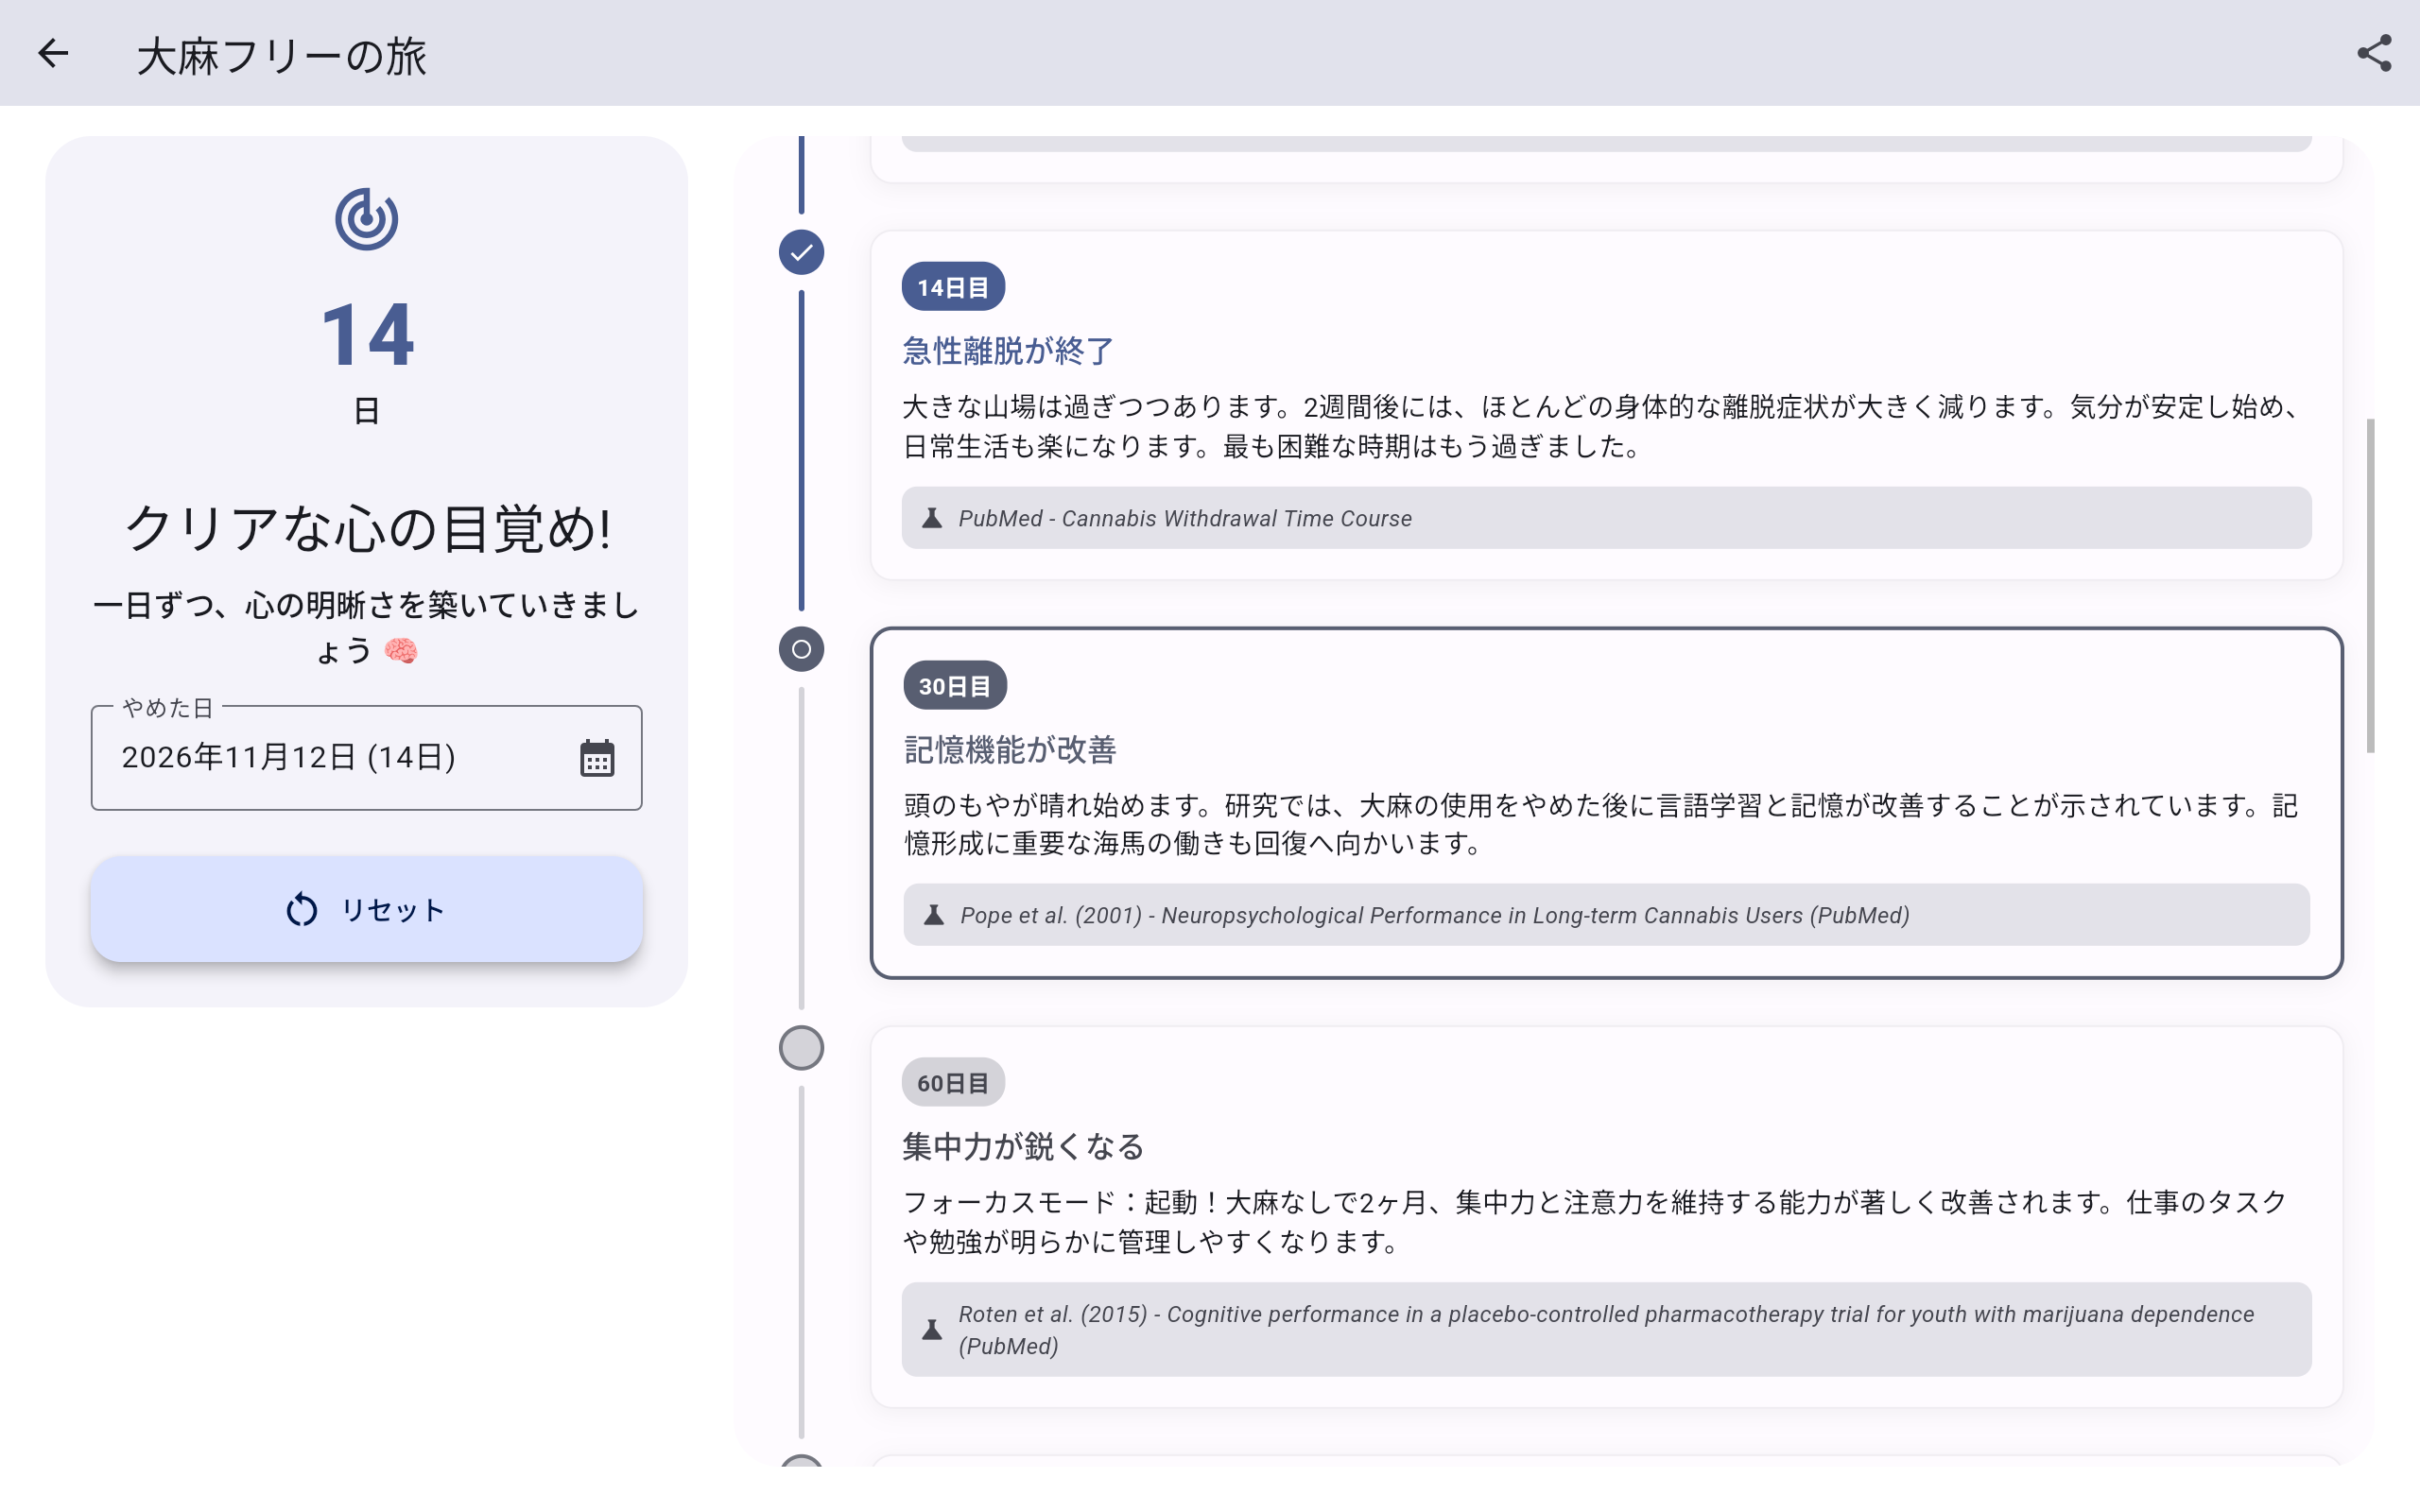 大麻フリーの旅
14
日
クリアな心の目覚め!
一日ずつ、心の明晰さを築いていきまし
ょう 🧠
やめた日
2026年11月12日 (14日)
リセット
14日目
急性離脱が終了
大きな山場は過ぎつつあります。2週間後には、ほとんどの身体的な離脱症状が大きく減ります。気分が安定し始め、
日常生活も楽になります。最も困難な時期はもう過ぎました。
PubMed - Cannabis Withdrawal Time Course
30日目
記憶機能が改善
頭のもやが晴れ始めます。研究では、大麻の使用をやめた後に言語学習と記憶が改善することが示されています。記
憶形成に重要な海馬の働きも回復へ向かいます。
Pope et al. (2001) - Neuropsychological Performance in Long-term Cannabis Users (PubMed)
60日目
集中力が鋭くなる
フォーカスモード：起動！大麻なしで2ヶ月、集中力と注意力を維持する能力が著しく改善されます。仕事のタスク
や勉強が明らかに管理しやすくなります。
Roten et al. (2015) - Cognitive performance in a placebo-controlled pharmacotherapy trial for youth with marijuana dependence
(PubMed)